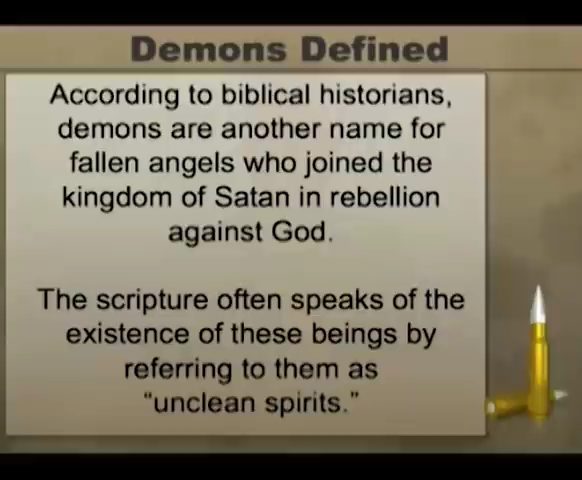 Demons Defined
According to biblical historians,
demons are another name for
fallen angels who joined the
kingdom of Satan in rebellion
against God.
The scripture often speaks of the
existence of these beings by
referring to them as
“unclean spirits.”